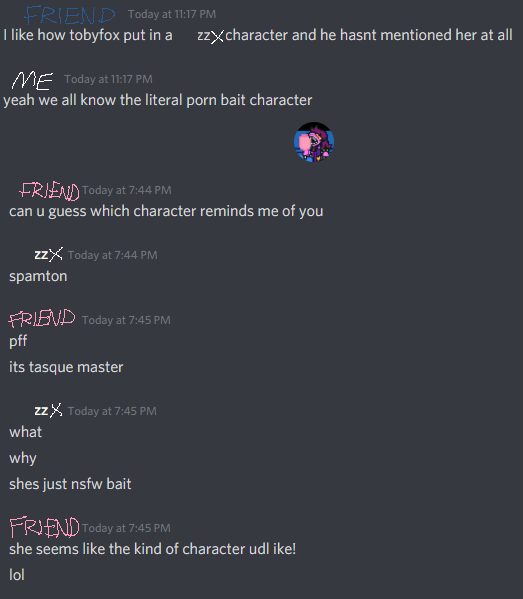 FRIEND Today at 11:17 PM
I like how tobyfox put in a zzX character and he hasnt mentioned her at all
ME Today at 11:17 PM
yeah we all know the literal porn bait character
FRIEND Today at 7:44 PM
can u guess which character reminds me of you
zzX Today at 7:44 PM
spamton
FRIEND Today at 7:45 PM
pff
its tasque master
zzX Today at 7:45 PM
what
why
shes just nsfw bait
FRIEND Today at 7:45 PM
she seems like the kind of character udl ike!
lol